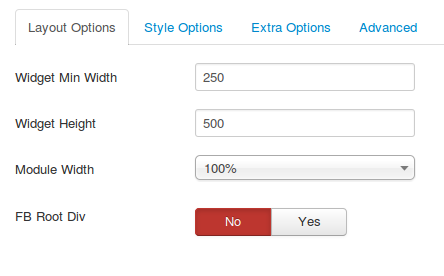 Layout Options Style Options Extra Options Advanced
Widget Min Width 250
Widget Height 500
Module Width 100%
FB Root Div No Yes